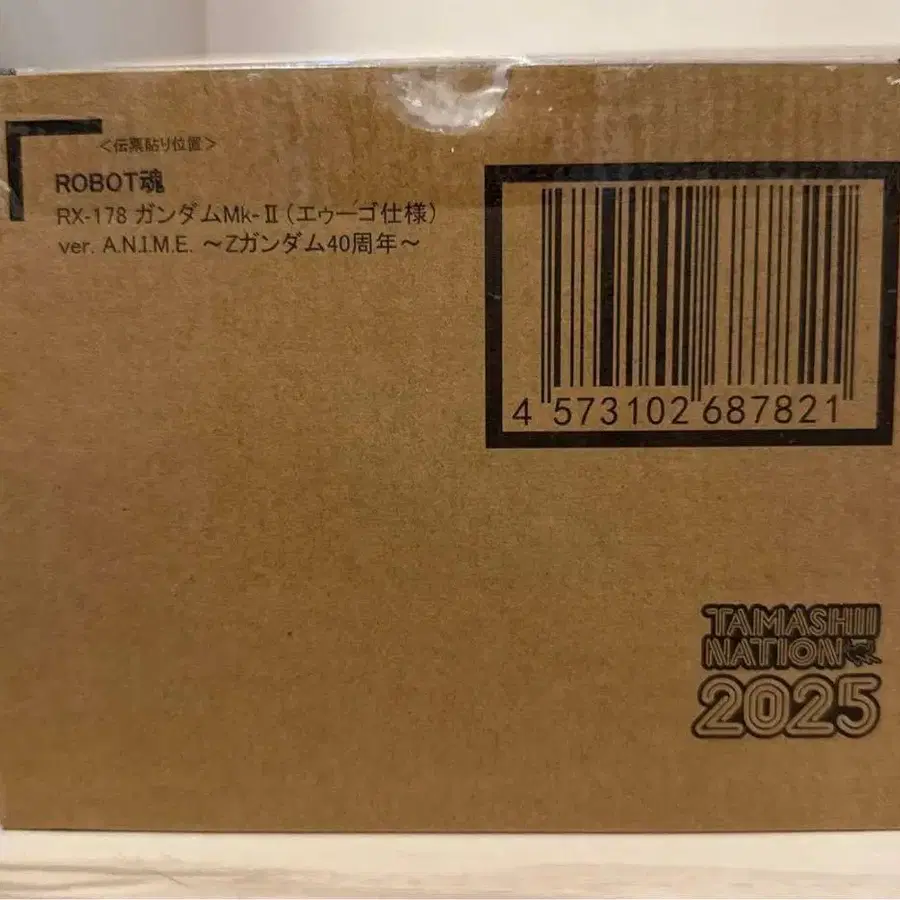 ＜伝票貼り位置＞
ROBOT魂
RX-178 ガンダムMk-Ⅱ（エゥーゴ仕様）
ver. A.N.I.M.E. ～Zガンダム40周年～
4 573102 687821
TAMASHII
NATION
2025